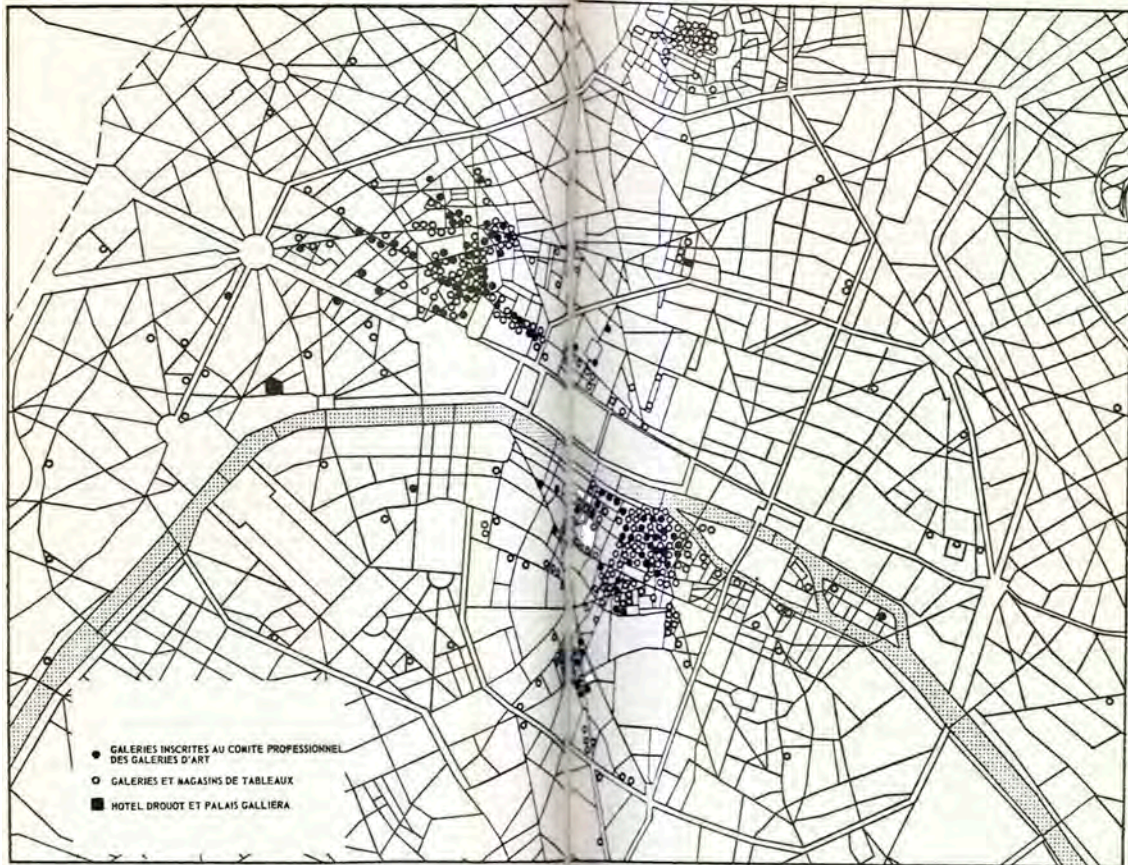 GALERIES INSCRITES AU COMITE PROFESSIONNEL
DES GALERIES D'ART
GALERIES ET MAGASINS DE TABLEAUX
HOTEL DROUOT ET PALAIS GALLIERA